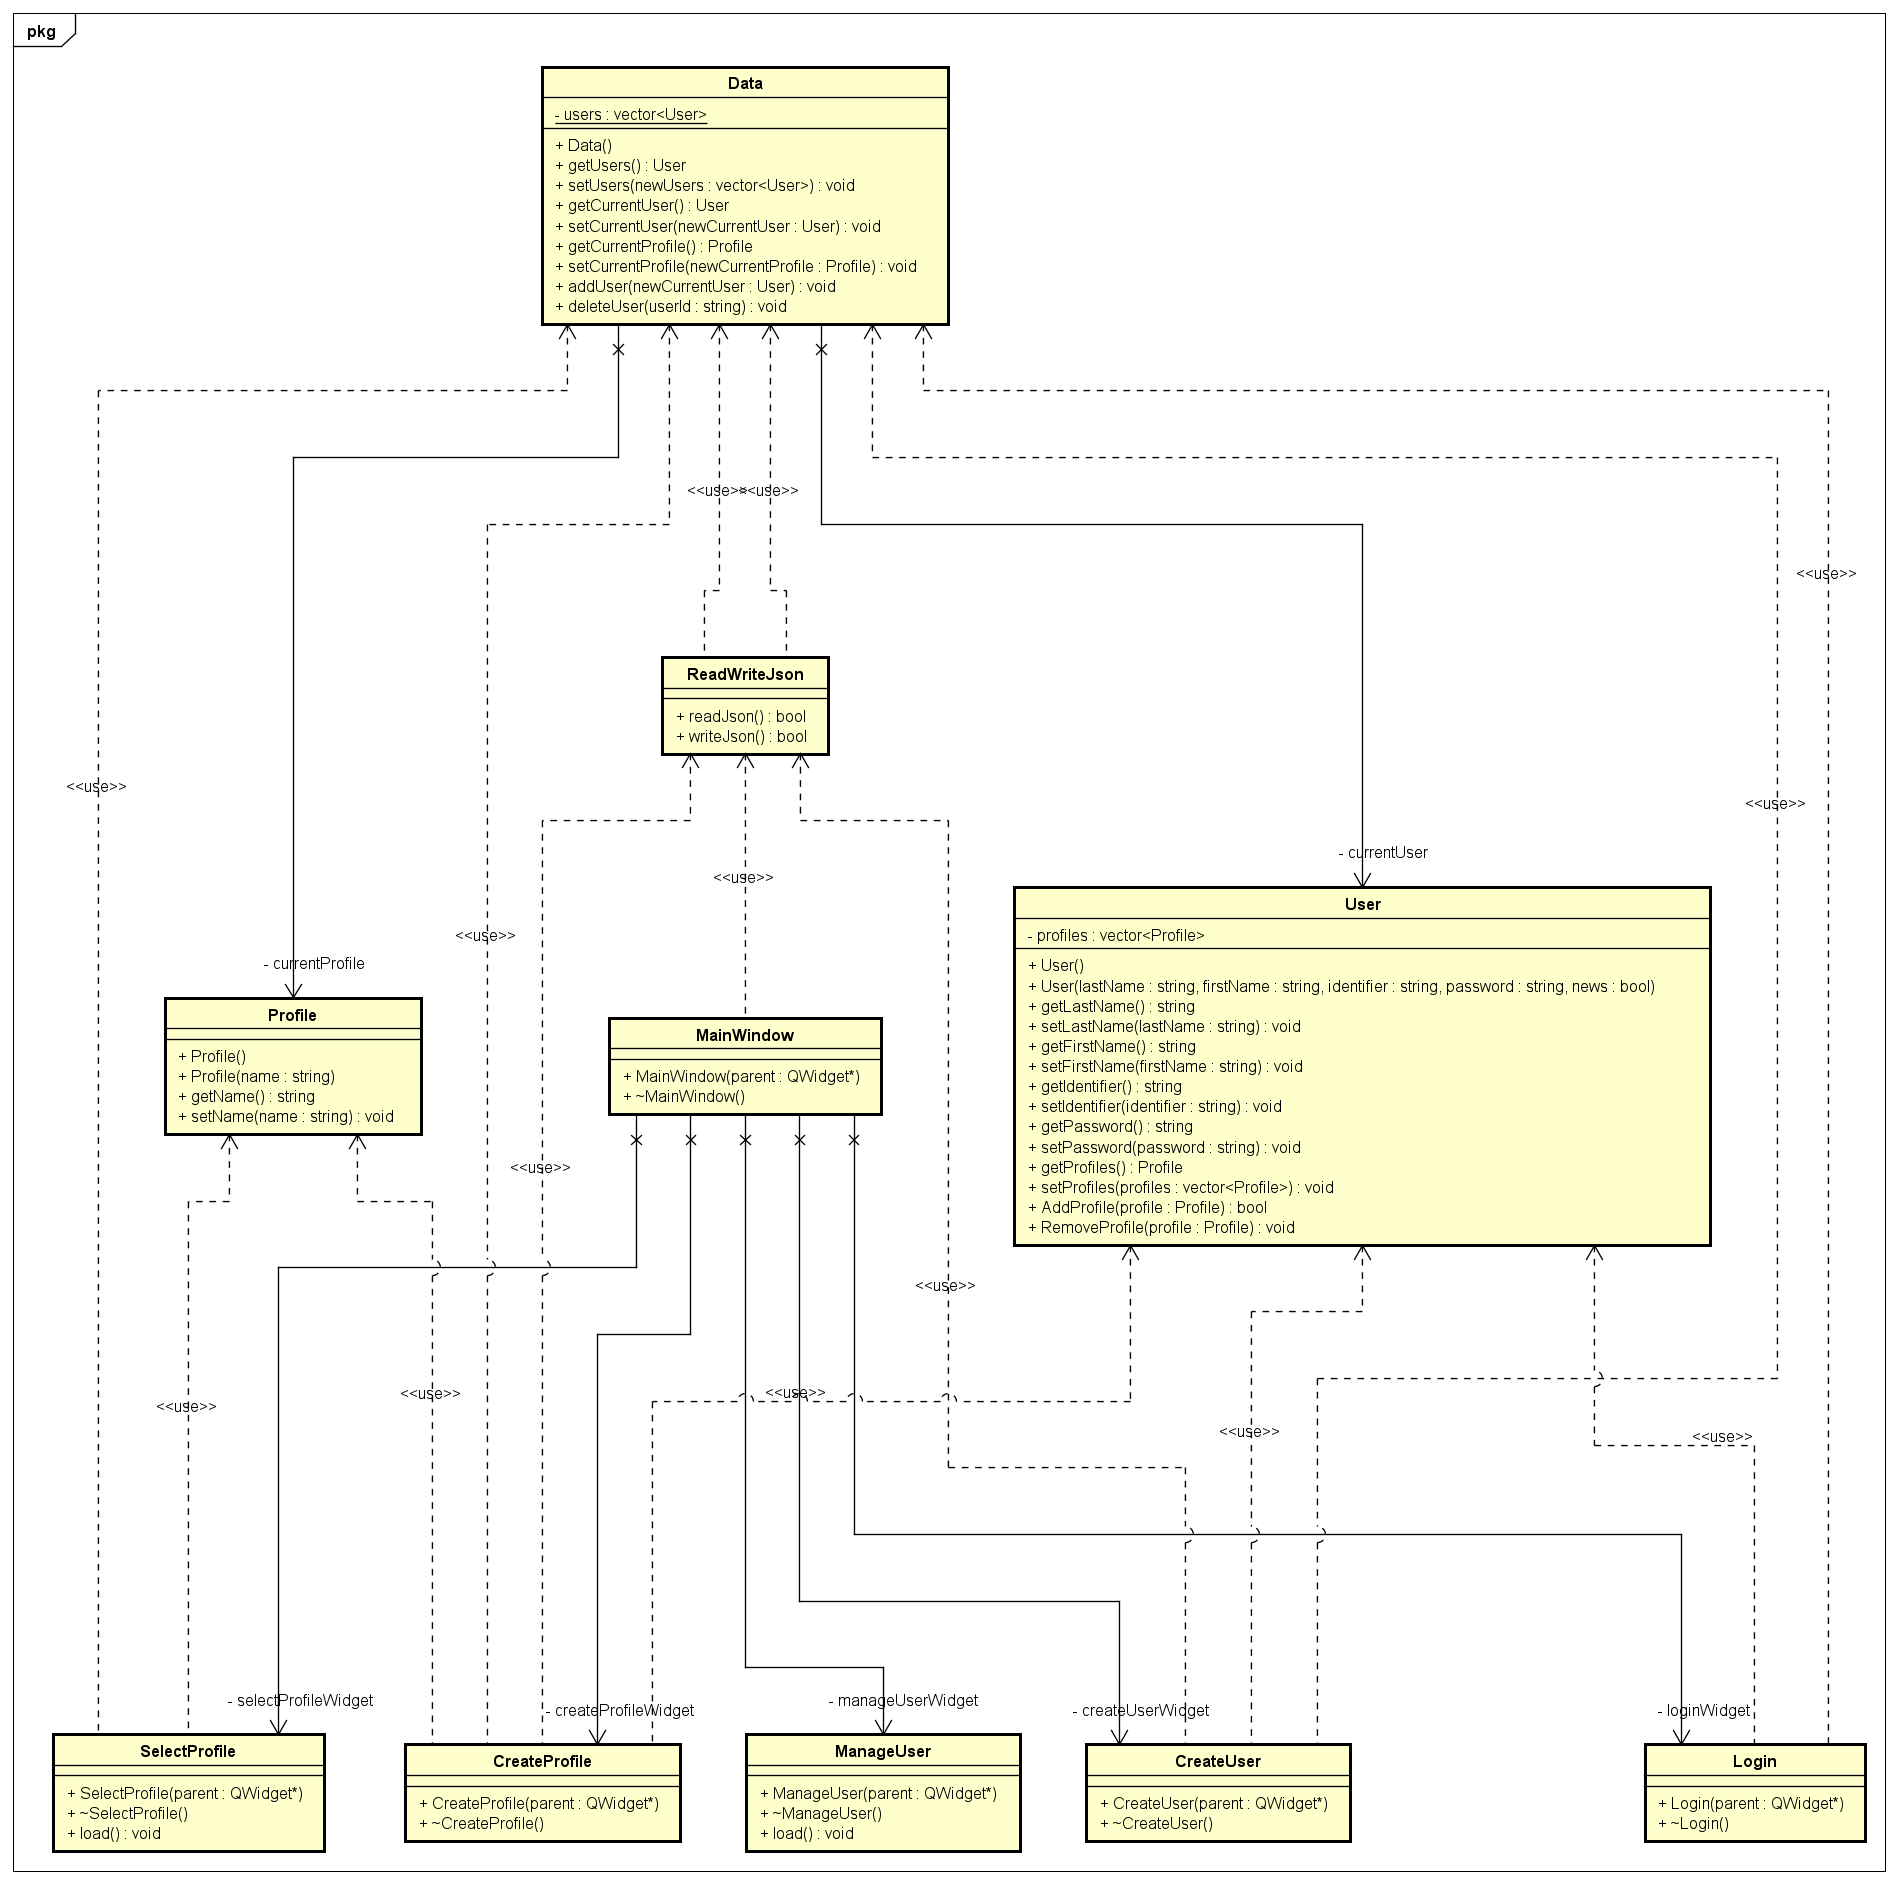 pkg
Data
- users : vector<User>
+ Data()
+ getUsers() : User
+ setUsers(newUsers : vector<User>) : void
+ getCurrentUser() : User
+ setCurrentUser(newCurrentUser : User) : void
+ getCurrentProfile() : Profile
+ setCurrentProfile(newCurrentProfile : Profile) : void
+ addUser(newCurrentUser : User) : void
+ deleteUser(userId : string) : void
<<use>>
<<use>>
<<use>>
ReadWriteJson
+ readJson() : bool
+ writeJson() : bool
<<use>>
<<use>>
<<use>>
- currentUser
User
- profiles : vector<Profile>
+ User()
+ User(lastName : string, firstName : string, identifier : string, password : string, news : bool)
+ getLastName() : string
+ setLastName(lastName : string) : void
+ getFirstName() : string
+ setFirstName(firstName : string) : void
+ getIdentifier() : string
+ setIdentifier(identifier : string) : void
+ getPassword() : string
+ setPassword(password : string) : void
+ getProfiles() : Profile
+ setProfiles(profiles : vector<Profile>) : void
+ AddProfile(profile : Profile) : bool
+ RemoveProfile(profile : Profile) : void
<<use>>
- currentProfile
Profile
+ Profile()
+ Profile(name : string)
+ getName() : string
+ setName(name : string) : void
MainWindow
+ MainWindow(parent : QWidget*)
+ ~MainWindow()
<<use>>
<<use>>
<<use>>
<<use>>
<<use>>
<<use>>
<<use>>
- selectProfileWidget
- createProfileWidget
- manageUserWidget
- createUserWidget
- loginWidget
SelectProfile
+ SelectProfile(parent : QWidget*)
+ ~SelectProfile()
+ load() : void
CreateProfile
+ CreateProfile(parent : QWidget*)
+ ~CreateProfile()
ManageUser
+ ManageUser(parent : QWidget*)
+ ~ManageUser()
+ load() : void
CreateUser
+ CreateUser(parent : QWidget*)
+ ~CreateUser()
Login
+ Login(parent : QWidget*)
+ ~Login()